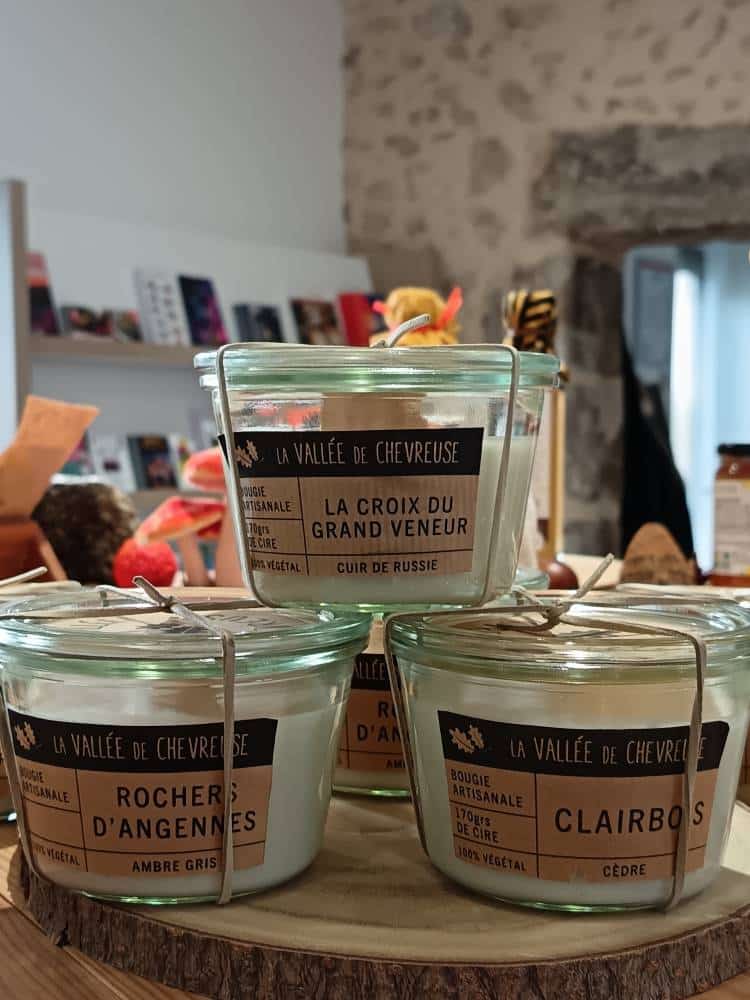 LA VALLÉE DE CHEVREUSE
BOUGIE
ARTISANALE
170grs
DE CIRE
100% VÉGÉTAL
LA CROIX DU
GRAND VENEUR
CUIR DE RUSSIE
LA VALLÉE DE CHEVREUSE
BOUGIE
ARTISANALE
100% VÉGÉTAL
ROCHERS
D'ANGENNES
AMBRE GRIS
LA VALLÉE DE CHEVREUSE
BOUGIE
ARTISANALE
170grs
DE CIRE
100% VÉGÉTAL
CLAIRBOIS
CÈDRE